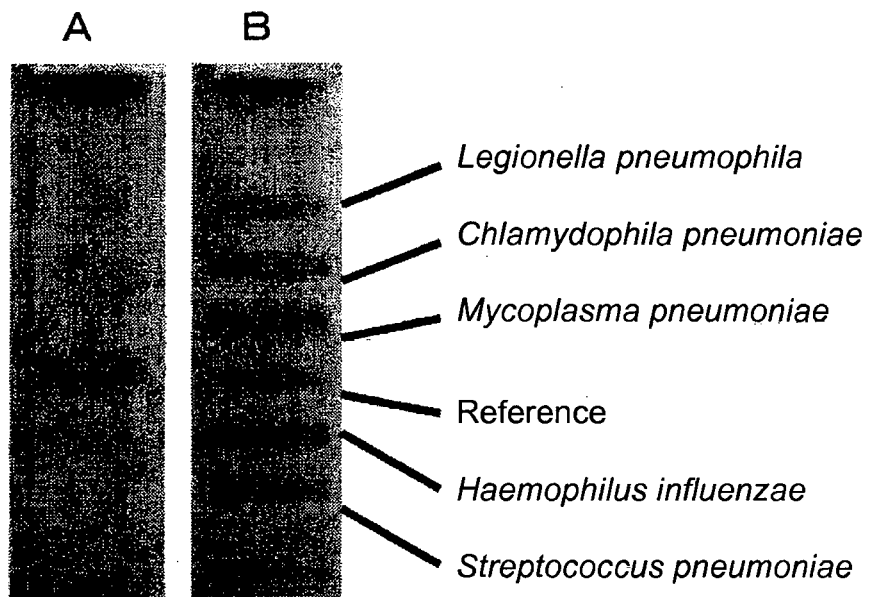 A B
Legionella pneumophila
Chlamydophila pneumoniae
Mycoplasma pneumoniae
Reference
Haemophilus influenzae
Streptococcus pneumoniae